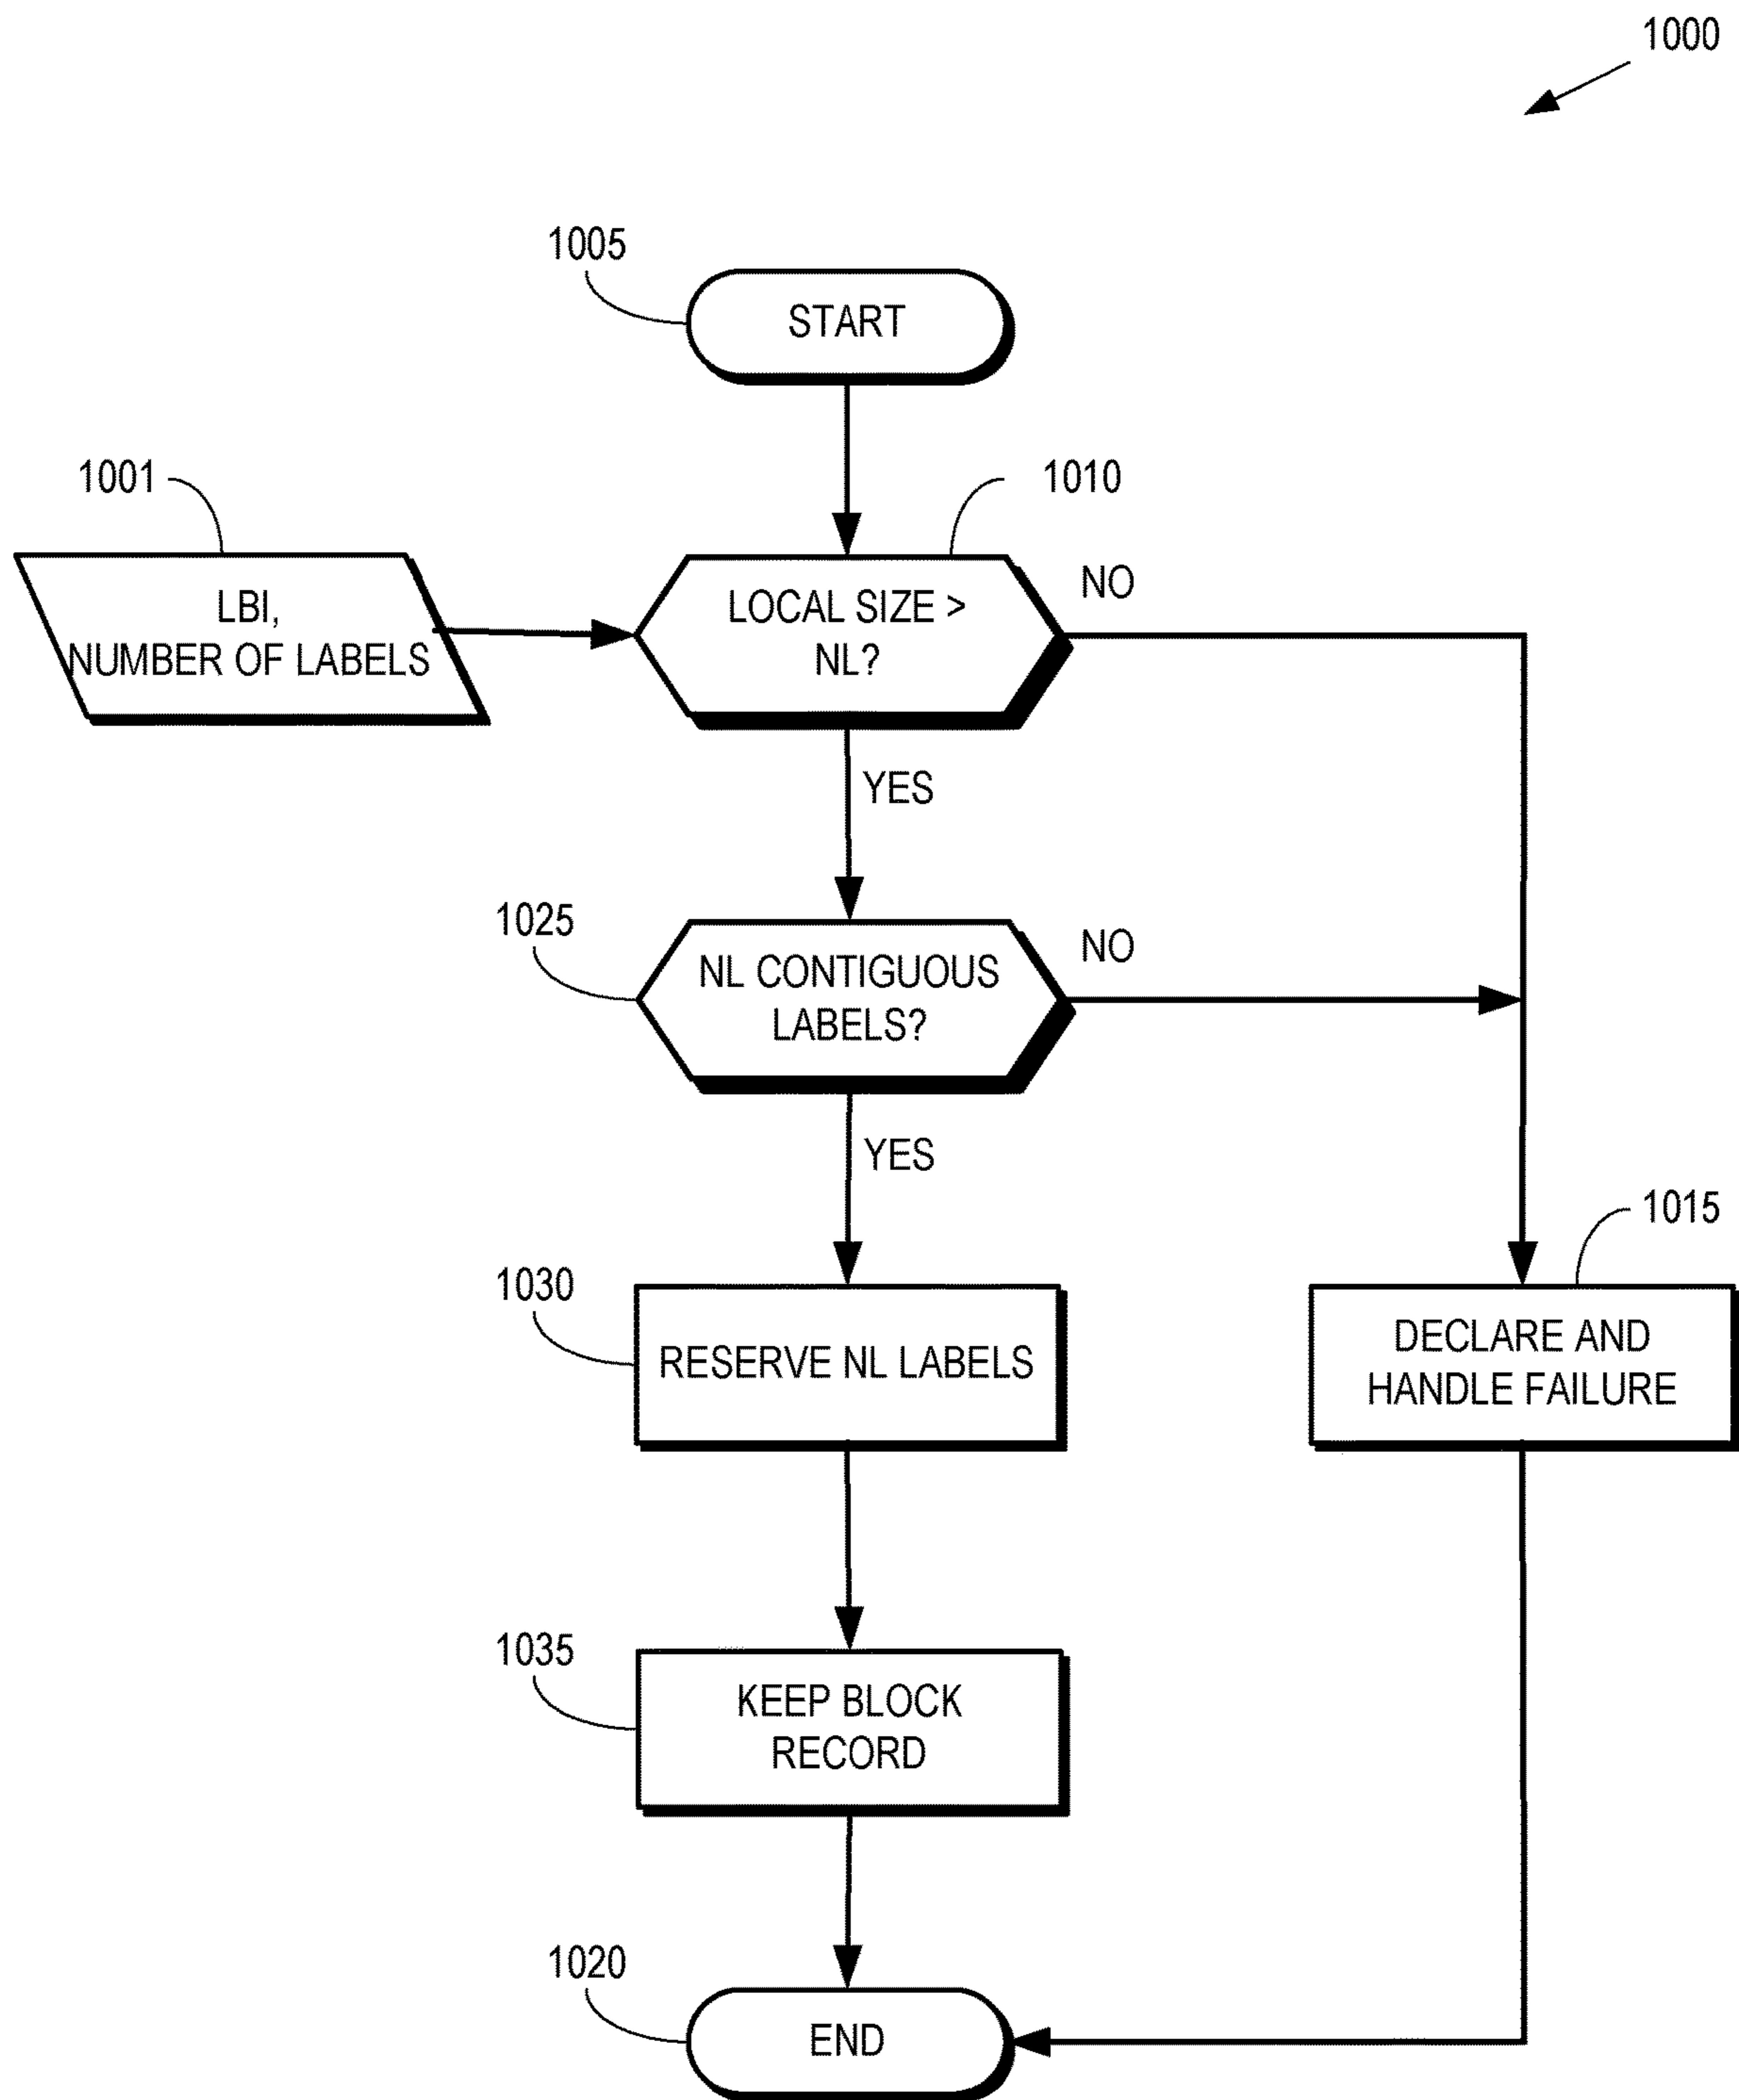 1000
1005
START
1001
1010
LBI,
NUMBER OF LABELS
LOCAL SIZE >
NL?
NO
YES
1025
NL CONTIGUOUS
LABELS?
NO
YES
1030
RESERVE NL LABELS
1015
DECLARE AND
HANDLE FAILURE
1035
KEEP BLOCK
RECORD
1020
END